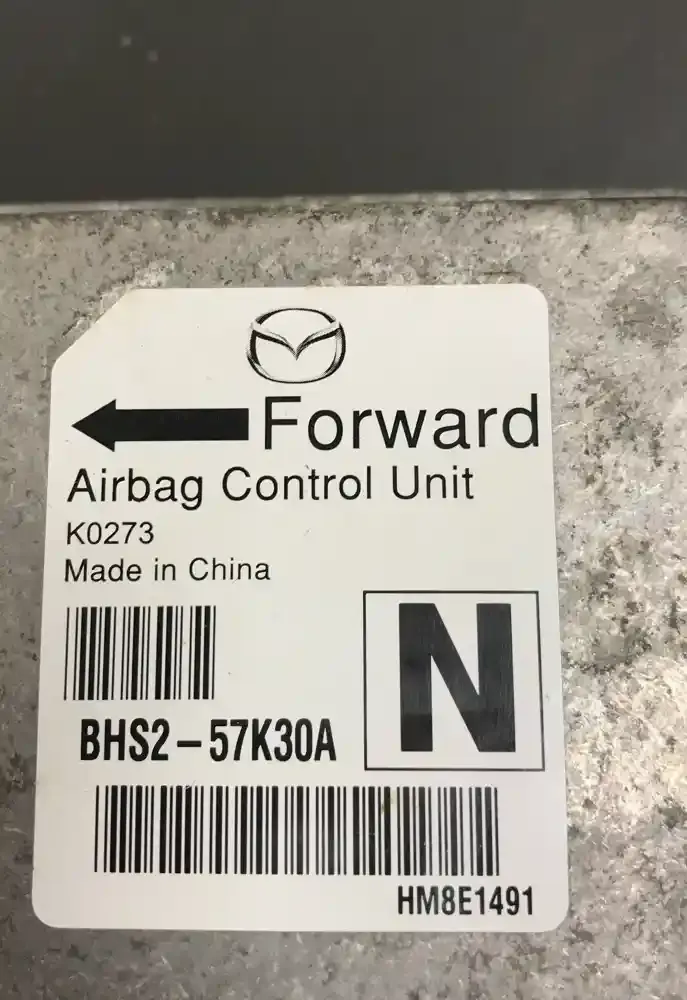 Forward
Airbag Control Unit
K0273
Made in China
N
BHS2-57K30A
HM8E1491